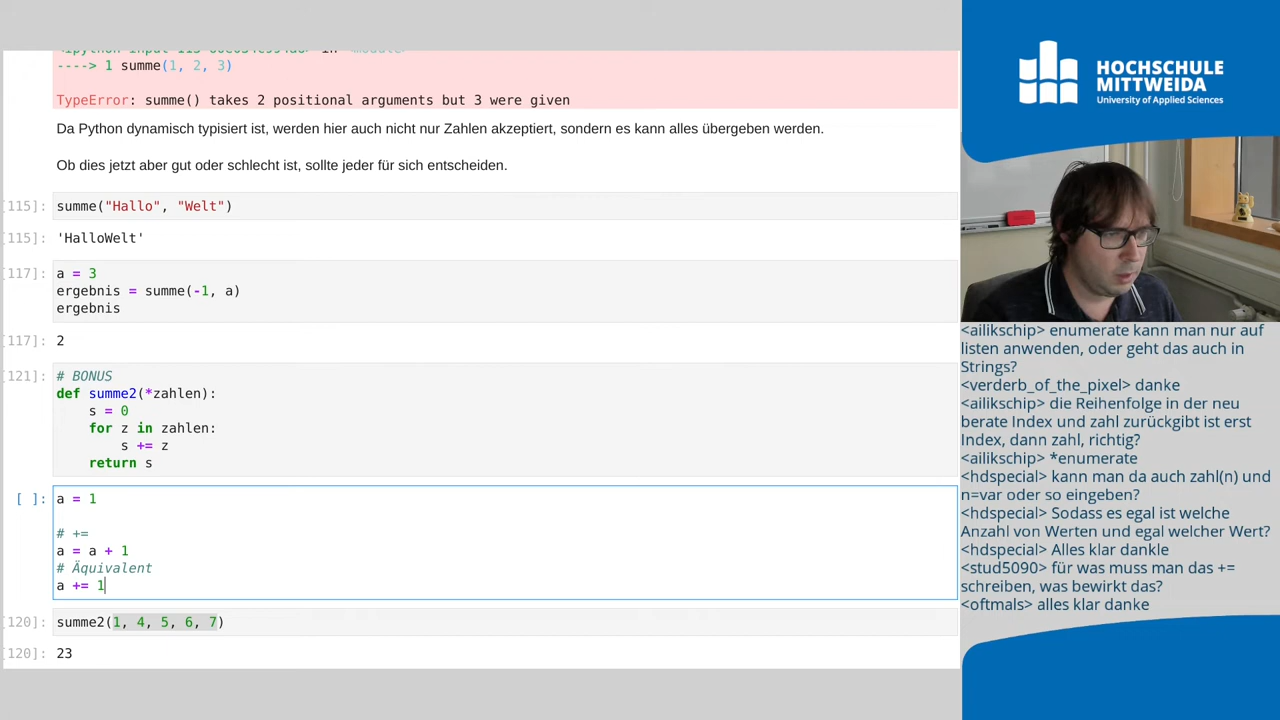 ----> 1 summe(1, 2, 3)
TypeError: summe() takes 2 positional arguments but 3 were given
Da Python dynamisch typisiert ist, werden hier auch nicht nur Zahlen akzeptiert, sondern es kann alles übergeben werden.
Ob dies jetzt aber gut oder schlecht ist, sollte jeder für sich entscheiden.
[115]: summe("Hallo", "Welt")
[115]: 'HalloWelt'
[117]: a = 3
ergebnis = summe(-1, a)
ergebnis
[117]: 2
[121]: # BONUS
def summe2(*zahlen):
s = 0
for z in zahlen:
s += z
return s
[ ]: a = 1
# +=
a = a + 1
# Äquivalent
a += 1
[120]: summe2(1, 4, 5, 6, 7)
[120]: 23
HOCHSCHULE
MITTWEIDA
University of Applied Sciences
<ailikschip> enumerate kann man nur auf
listen anwenden, oder geht das auch in
Strings?
<verderb_of_the_pixel> danke
<ailikschip> die Reihenfolge in der neu
berate Index und zahl zurückgibt ist erst
Index, dann zahl, richtig?
<ailikschip> *enumerate
<hdspecial> kann man da auch zahl(n) und
n=var oder so eingeben?
<hdspecial> Sodass es egal ist welche
Anzahl von Werten und egal welcher Wert?
<hdspecial> Alles klar dankle
<stud5090> für was muss man das +=
schreiben, was bewirkt das?
<oftmals> alles klar danke